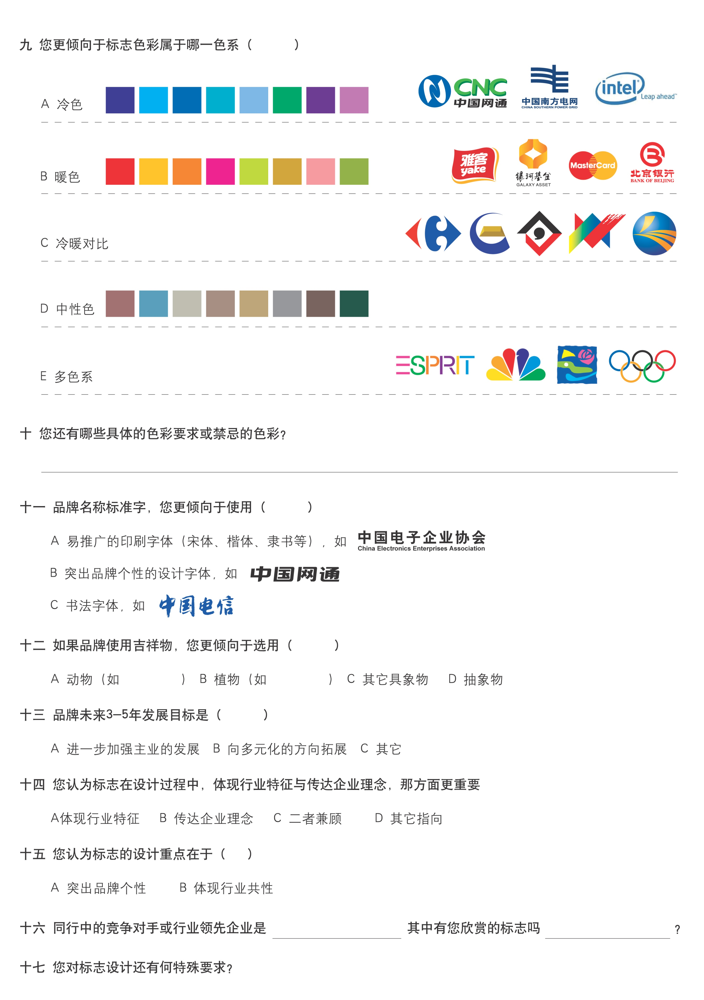 九 您更倾向于标志色彩属于哪一色系（ ）
A 冷色
CNC
中国网通
中国南方电网
CHINA SOUTHERN POWER GRID
intel
Leap ahead™
B 暖色
雅客
yake
银河基金
GALAXY ASSET
MasterCard
北京银行
BANK OF BEIJING
C 冷暖对比
D 中性色
E 多色系
ESPRIT
十 您还有哪些具体的色彩要求或禁忌的色彩？
十一 品牌名称标准字，您更倾向于使用（ ）
A 易推广的印刷字体（宋体、楷体、隶书等），如 中国电子企业协会
China Electronics Enterprises Association
B 突出品牌个性的设计字体，如 中国网通
C 书法字体，如 中国电信
十二 如果品牌使用吉祥物，您更倾向于选用（ ）
A 动物（如 ） B 植物（如 ） C 其它具象物 D 抽象物
十三 品牌未来3—5年发展目标是（ ）
A 进一步加强主业的发展 B 向多元化的方向拓展 C 其它
十四 您认为标志在设计过程中，体现行业特征与传达企业理念，那方面更重要
A体现行业特征 B 传达企业理念 C 二者兼顾 D 其它指向
十五 您认为标志的设计重点在于（ ）
A 突出品牌个性 B 体现行业共性
十六 同行中的竞争对手或行业领先企业是 其中有您欣赏的标志吗 ？
十七 您对标志设计还有何特殊要求？